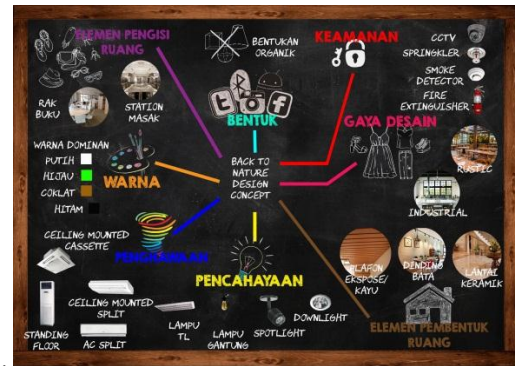 ELEMEN PENGISI
RUANG
BENTUKAN
ORGANIK
KEAMANAN
CCTV
SPRINGKLER
SMOKE
DETECTOR
FIRE
EXTINGUISHER
RAK
BUKU
STATION
MASAK
BENTUK
GAYA DESAIN
RUSTIC
INDUSTRIAL
WARNA DOMINAN
PUTIH
HIJAU
COKLAT
HITAM
WARNA
BACK TO
NATURE
DESIGN
CONCEPT
PENGHAWAAN
CEILING MOUNTED
CASSETTE
CEILING MOUNTED
SPLIT
STANDING
FLOOR
AC SPLIT
PENCAHAYAAN
LAMPU
TL
LAMPU
GANTUNG
SPOTLIGHT
DOWNLIGHT
PLAFON
EKSPOSE/
KAYU
DINDING
BATA
LANTAI
KERAMIK
ELEMEN PEMBENTUK
RUANG